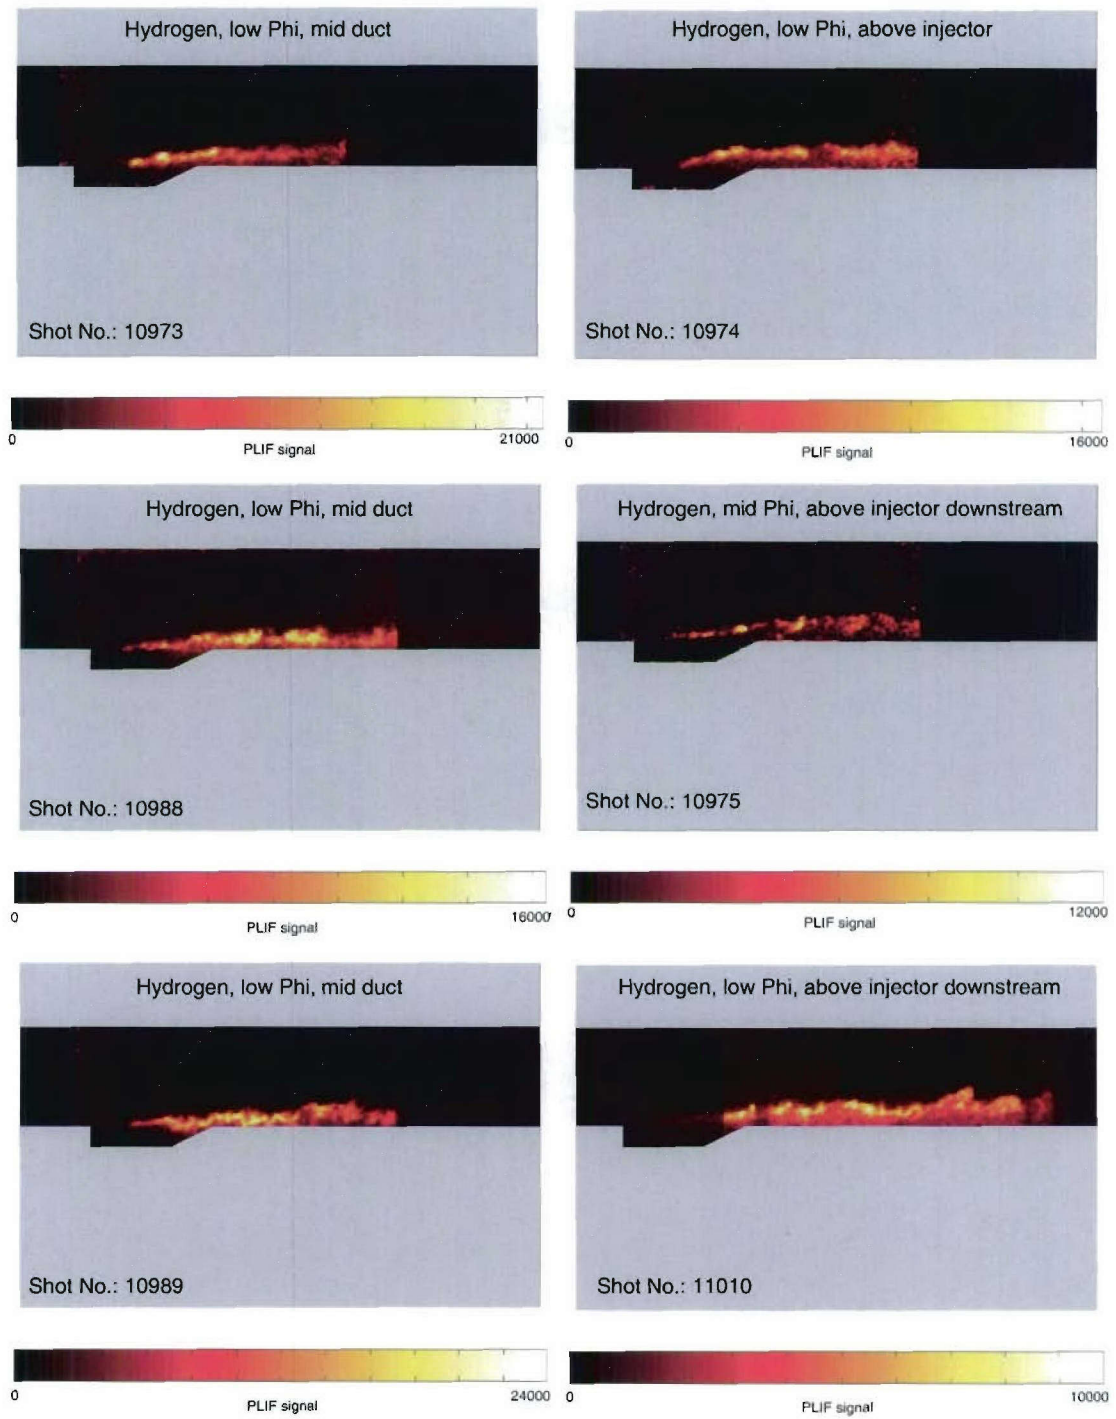 Hydrogen, low Phi, mid duct
Shot No.: 10973
0
21000
PLIF signal
Hydrogen, low Phi, above injector
Shot No.: 10974
0
16000
PLIF signal
Hydrogen, low Phi, mid duct
Shot No.: 10988
0
16000
PLIF signal
Hydrogen, mid Phi, above injector downstream
Shot No.: 10975
0
12000
PLIF signal
Hydrogen, low Phi, mid duct
Shot No.: 10989
0
24000
PLIF signal
Hydrogen, low Phi, above injector downstream
Shot No.: 11010
0
10000
PLIF signal